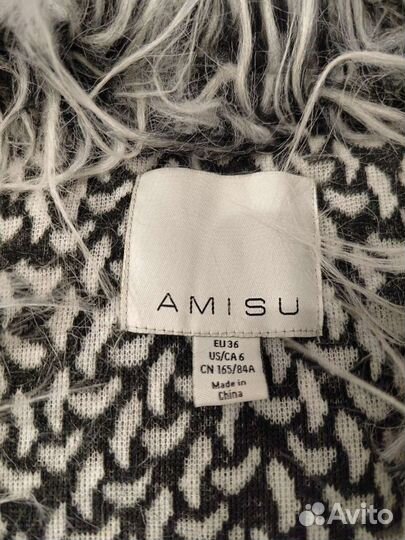 AMISU
EU 36
US/CA 6
CN 165/84A
Made in
China
Avito